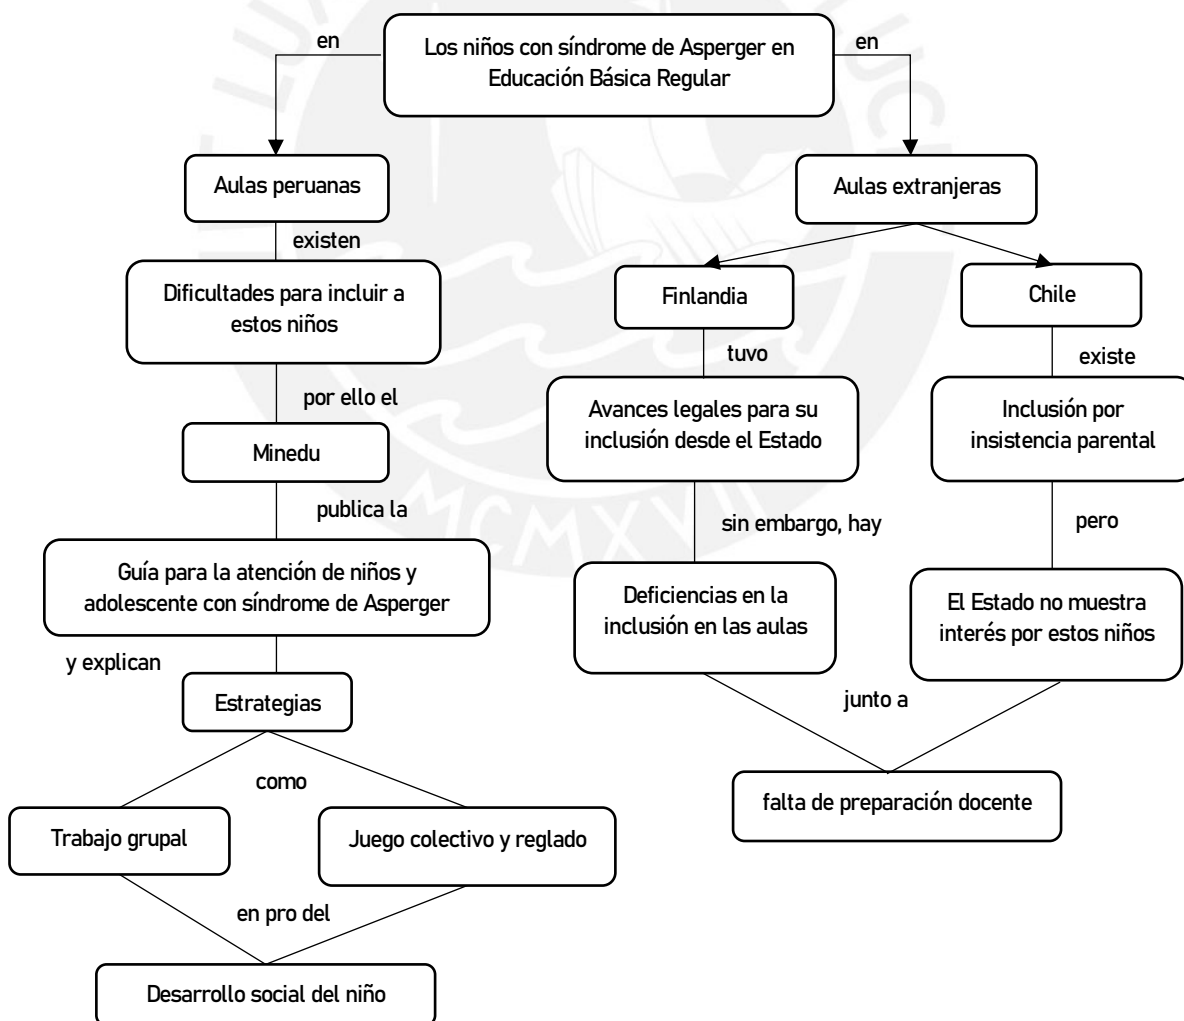 en
Los niños con síndrome de Asperger en
Educación Básica Regular
en
Aulas peruanas
Aulas extranjeras
existen
Dificultades para incluir a
estos niños
Finlandia
Chile
tuvo
existe
por ello el
Avances legales para su
inclusión desde el Estado
Inclusión por
insistencia parental
Minedu
publica la
sin embargo, hay
pero
Guía para la atención de niños y
adolescente con síndrome de Asperger
Deficiencias en la
inclusión en las aulas
El Estado no muestra
interés por estos niños
y explican
Estrategias
junto a
como
falta de preparación docente
Trabajo grupal
Juego colectivo y reglado
en pro del
Desarrollo social del niño
MCMXVII